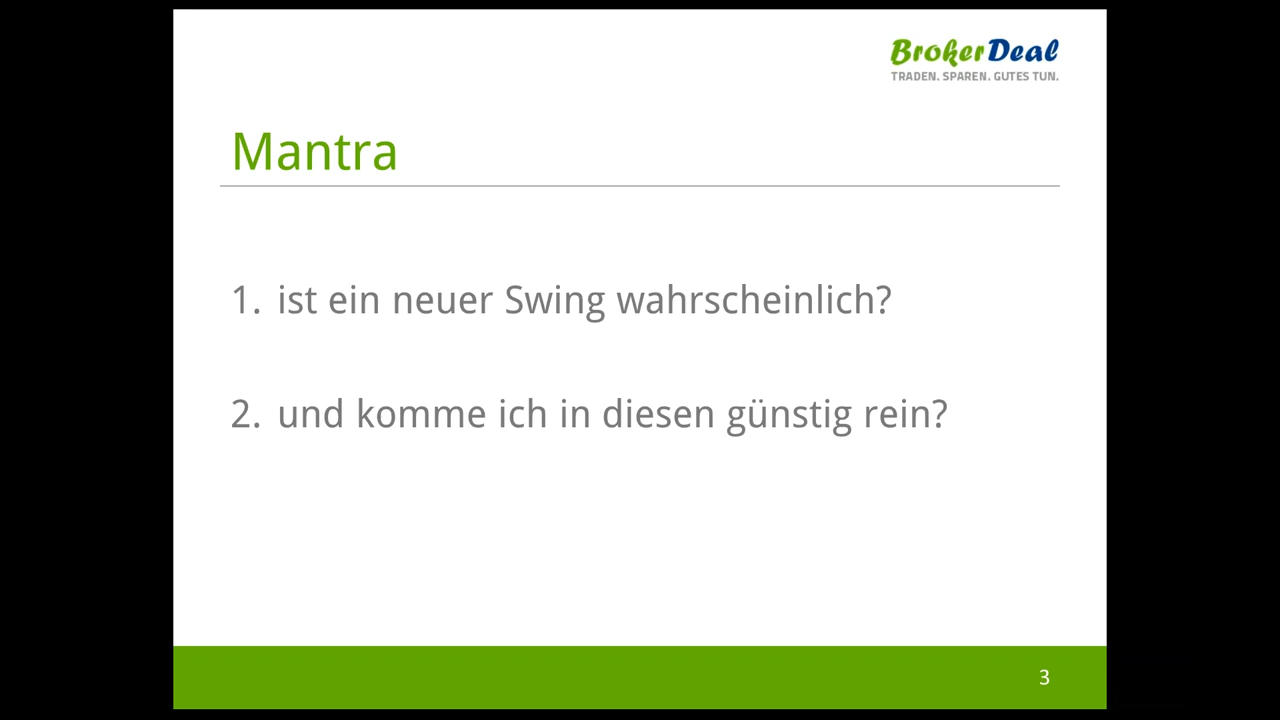 BrokerDeal
TRADEN. SPAREN. GUTES TUN.
Mantra
1. ist ein neuer Swing wahrscheinlich?
2. und komme ich in diesen günstig rein?
3